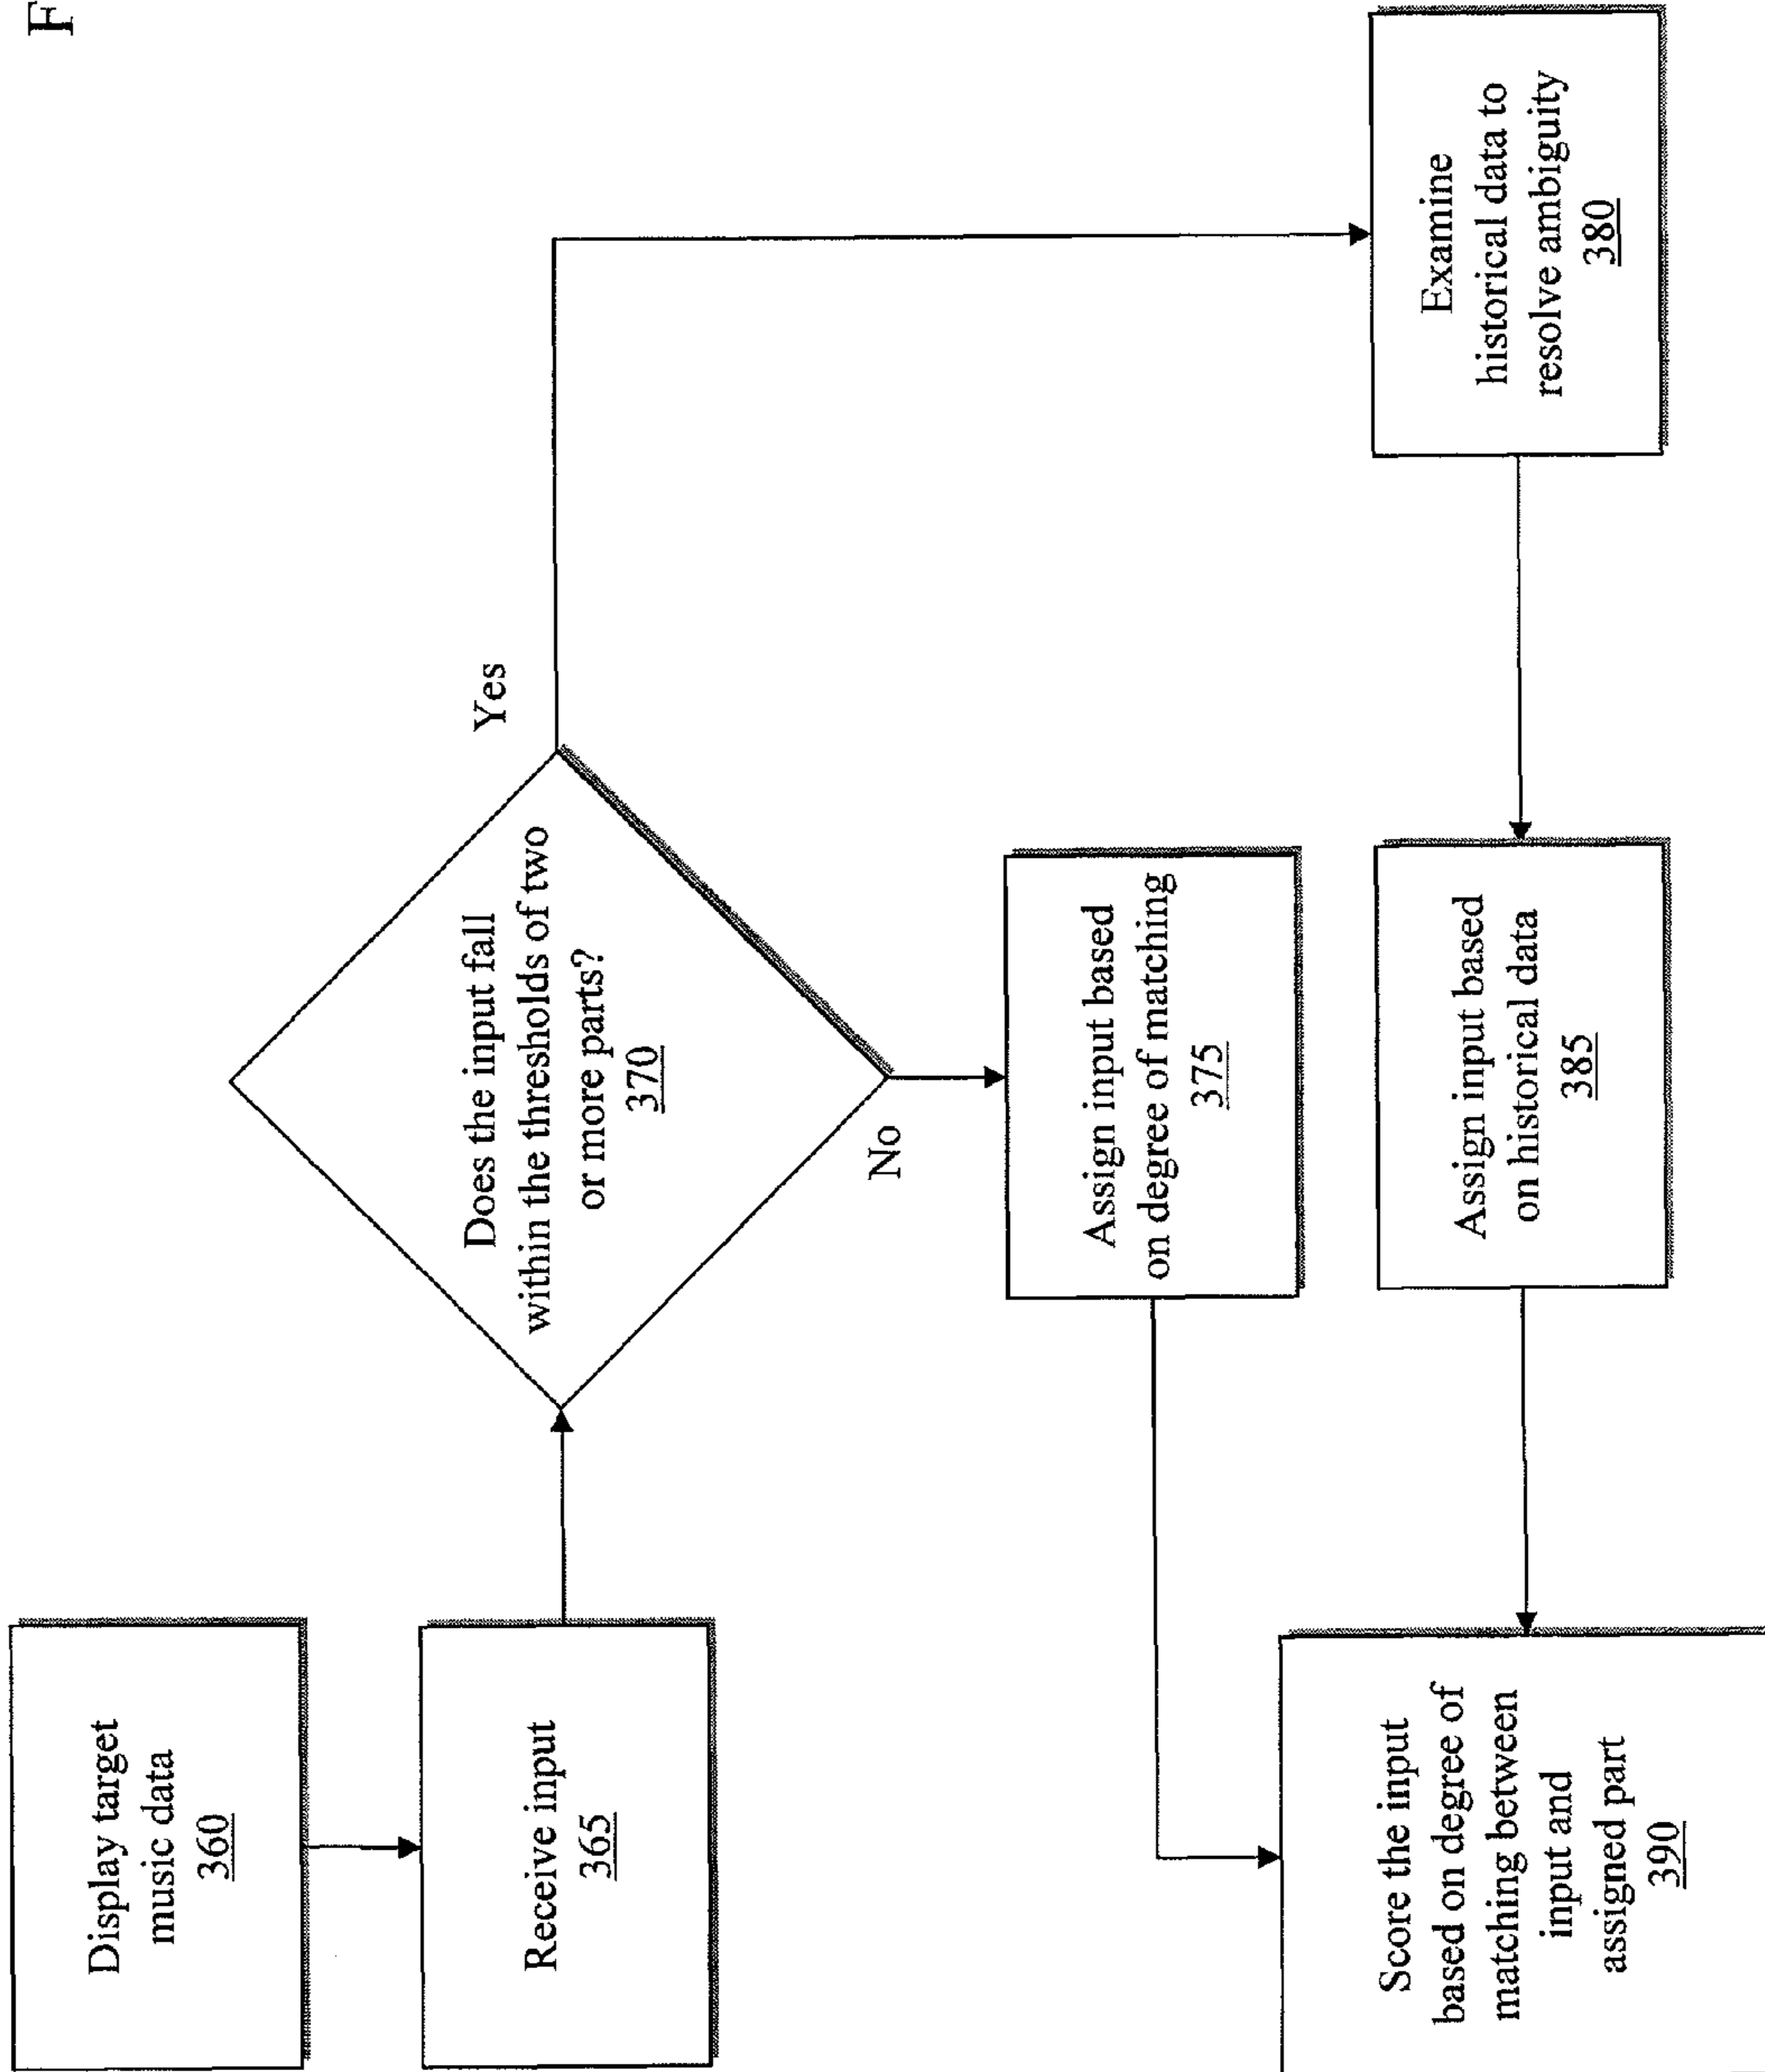 F
Display target
music data
360
Receive input
365
Does the input fall
within the thresholds of two
or more parts?
370
Yes
No
Assign input based
on degree of matching
375
Examine
historical data to
resolve ambiguity
380
Assign input based
on historical data
385
Score the input
based on degree of
matching between
input and
assigned part
390